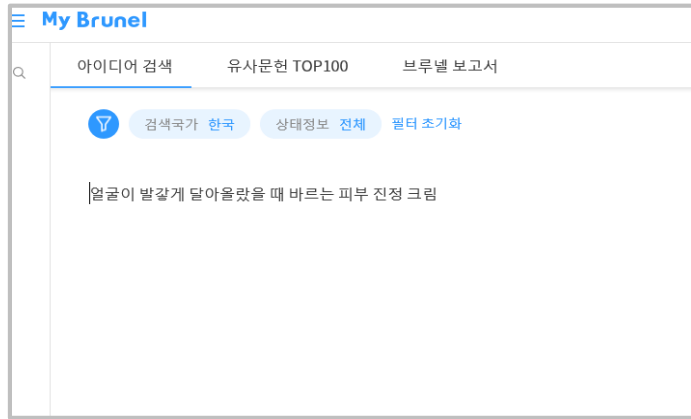 My Brunel
아이디어 검색 유사문헌 TOP100 브루넬 보고서
검색국가 한국 상태정보 전체 필터 초기화
얼굴이 발갛게 달아올랐을 때 바르는 피부 진정 크림